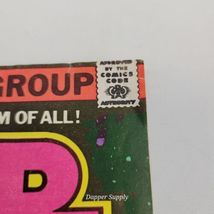 APPROVED
BY THE
COMICS
CODE
AUTHORITY
GROUP
M OF ALL!
D
Dapper Supply